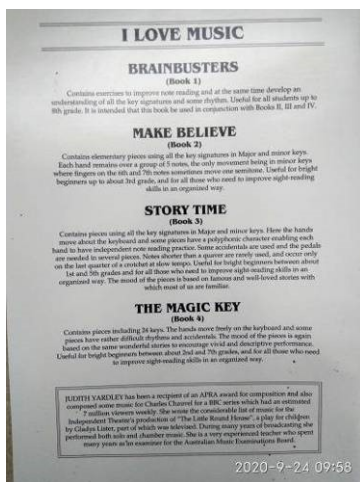 I LOVE MUSIC
BRAINBUSTERS
(Book 1)
Contains exercises to improve note reading and at the same time develop an
understanding of all the key signatures and some rhythm. Useful for all students up to
8th grade. It is intended that this book be used in conjunction with Books II, III and IV.
MAKE BELIEVE
(Book 2)
Contains elementary pieces using all the key signatures in Major and minor keys.
Each hand remains over a group of 5 notes, the only movement being in minor keys
where fingers on the 6th and 7th notes sometimes move one semitone. Useful for bright
beginners up to about 3rd grade, and for all those who need to improve sight-reading
skills in an organized way.
STORY TIME
(Book 3)
Contains pieces using all the key signatures in Major and minor keys. Here the hands
move about the keyboard and some pieces have a polyphonic character enabling each
hand to have independent note reading practice. Some accidentals are used and the pedals
are needed in several pieces. Notes shorter than a quaver are rarely used, and occur only
on the last quarter of a crotchet at slow tempo. Useful for bright beginners between about
1st and 5th grades and for all those who need to improve sight-reading skills in an
organized way. The mood of the pieces is based on famous and well-loved stories with
which most of us are familiar.
THE MAGIC KEY
(Book 4)
Contains pieces including 24 keys. The hands move freely on the keyboard and some
pieces have rather difficult rhythms and accidentals. The mood of the pieces is again
based on the same wonderful stories to encourage vivid and descriptive performance.
Useful for bright beginners between about 2nd and 7th grades, and for all those who need
to improve sight-reading skills in an organized way.
JUDITH YARDLEY has been a recipient of an APRA award for composition and also
composed some music for Charles Chauvel for a BBC series which had an estimated
7 million viewers weekly. She wrote the considerable list of music for the
Independent Theatre's production of "The Little Round House", a play for children
by Gladys Lister, part of which was televised. During many years of broadcasting she
performed both solo and chamber music. She is a very experienced teacher who spent
many years as an examiner for the Australian Music Examinations Board.
2020-9-24 09:58